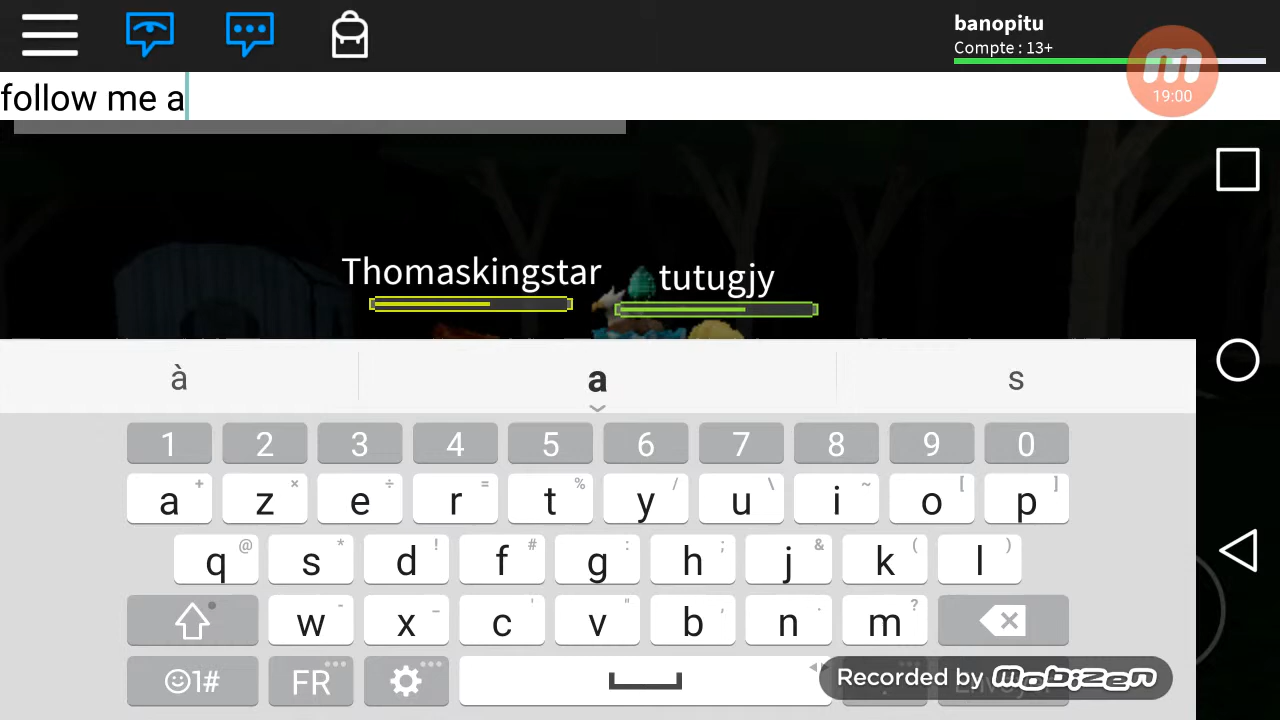 banopitu
Compte : 13+
19:00
follow me a
Thomaskingstar
tutugjy
à a s
1 2 3 4 5 6 7 8 9 0
a + z × e ÷ r = t % y / u \ i ~ o [ p ]
q @ s * d ! f # g : h ; j & k ( l )
w - x _ c ' v " b , n . m ?
1# FR
Recorded by mobizen